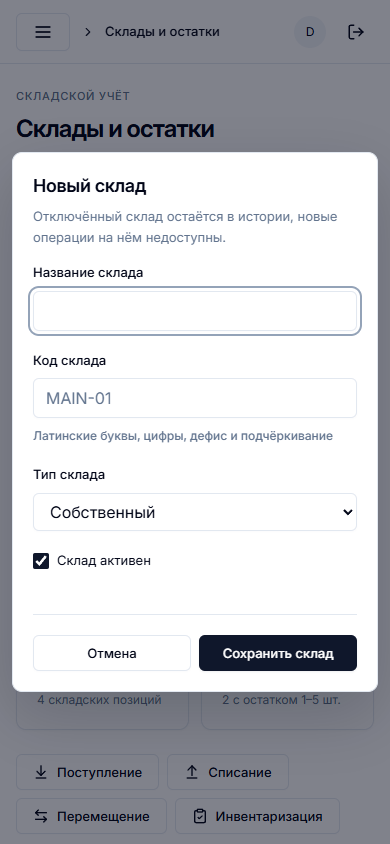 Склады и остатки
D
СКЛАДСКОЙ УЧЁТ
Склады и остатки
Новый склад
Отключённый склад остаётся в истории, новые
операции на нём недоступны.
Название склада
Код склада
MAIN-01
Латинские буквы, цифры, дефис и подчёркивание
Тип склада
Собственный
Склад активен
Отмена
Сохранить склад
4 складских позиций
2 с остатком 1–5 шт.
Поступление
Списание
Перемещение
Инвентаризация